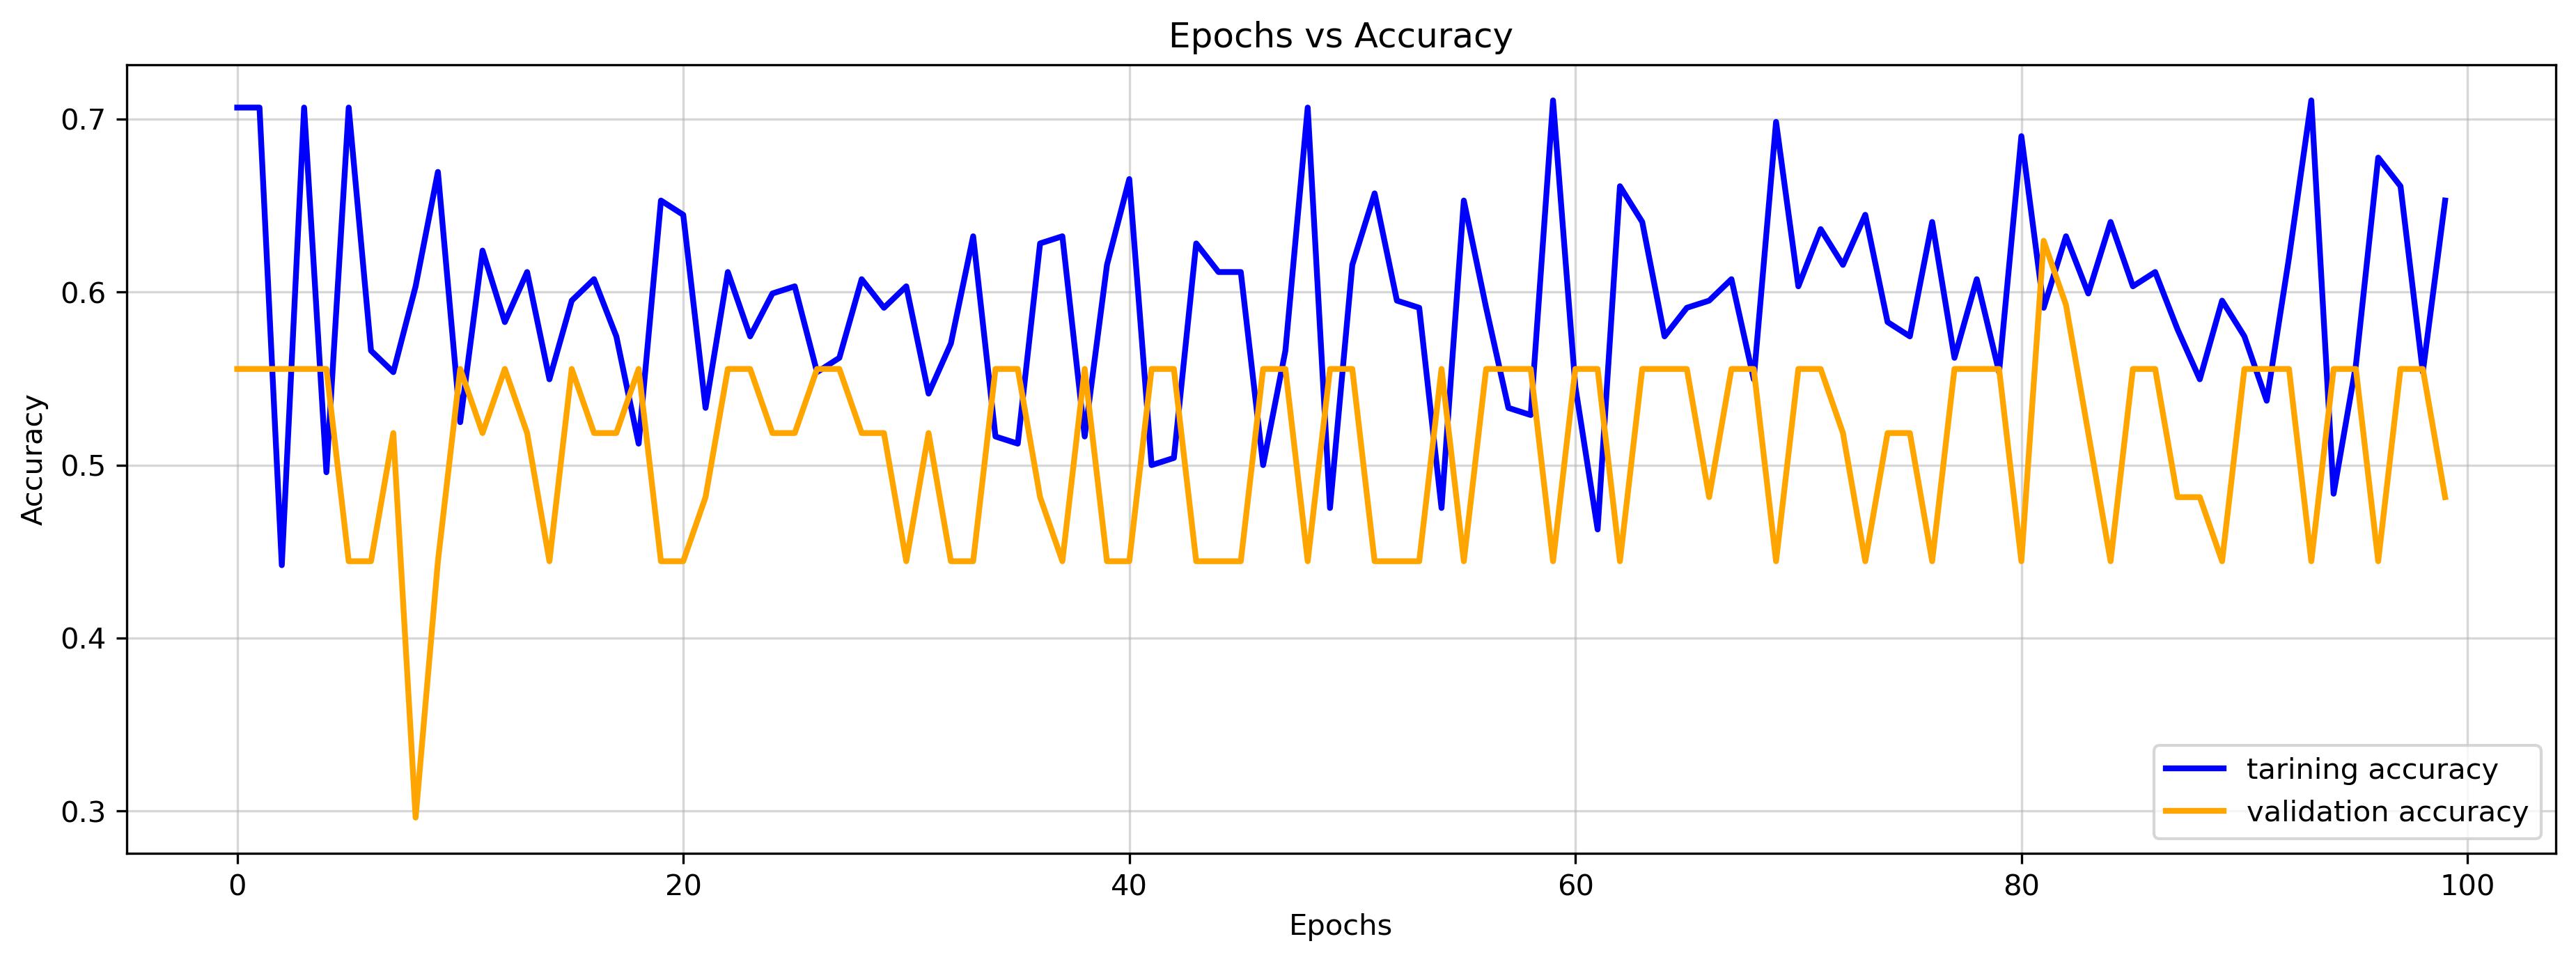 Epochs vs Accuracy
Accuracy
0.7
0.6
0.5
0.4
0.3
0 20 40 60 80 100
Epochs
tarining accuracy
validation accuracy